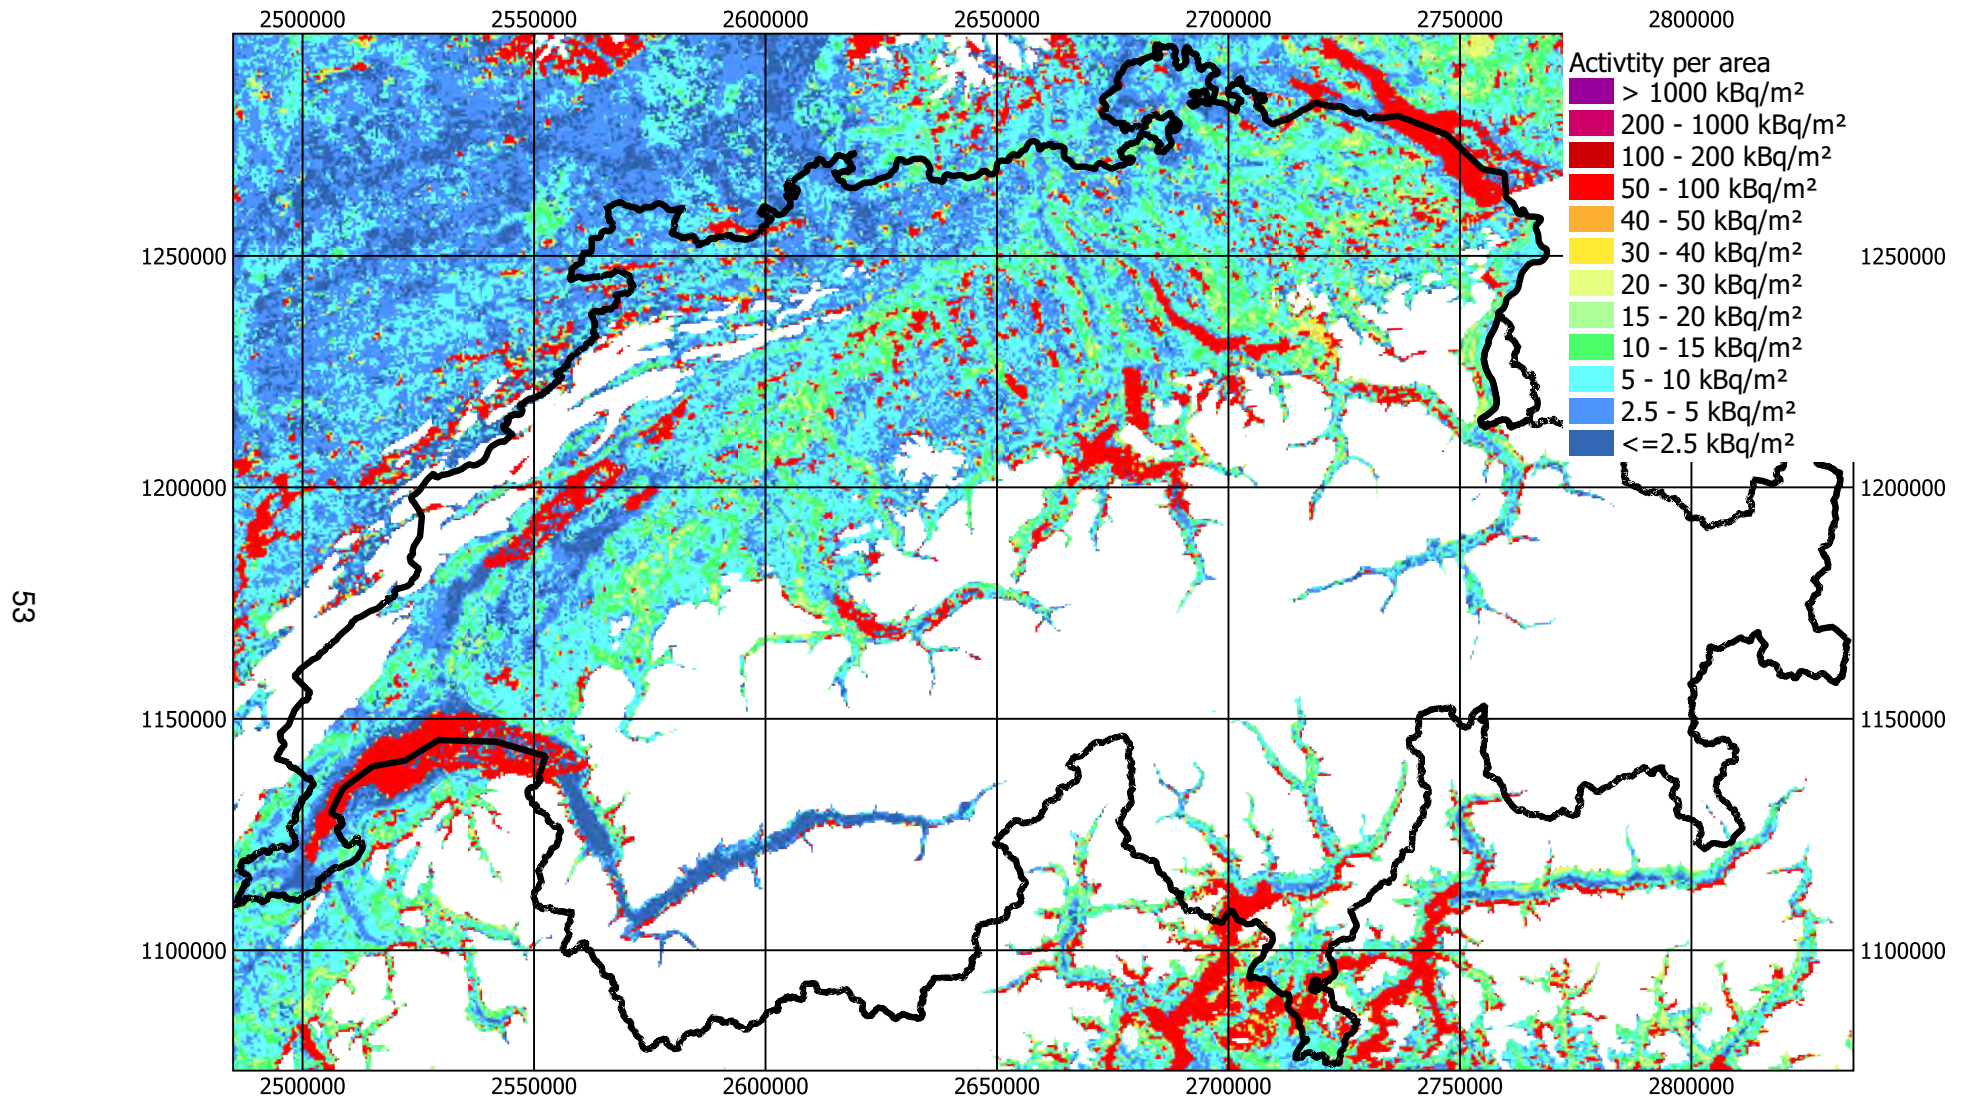 2500000 2550000 2600000 2650000 2700000 2750000 2800000
Activtity per area
> 1000 kBq/m²
200 - 1000 kBq/m²
100 - 200 kBq/m²
50 - 100 kBq/m²
40 - 50 kBq/m²
30 - 40 kBq/m²
20 - 30 kBq/m²
15 - 20 kBq/m²
10 - 15 kBq/m²
5 - 10 kBq/m²
2.5 - 5 kBq/m²
<=2.5 kBq/m²
1250000 1250000
1200000 1200000
53
1150000 1150000
1100000 1100000
2500000 2550000 2600000 2650000 2700000 2750000 2800000